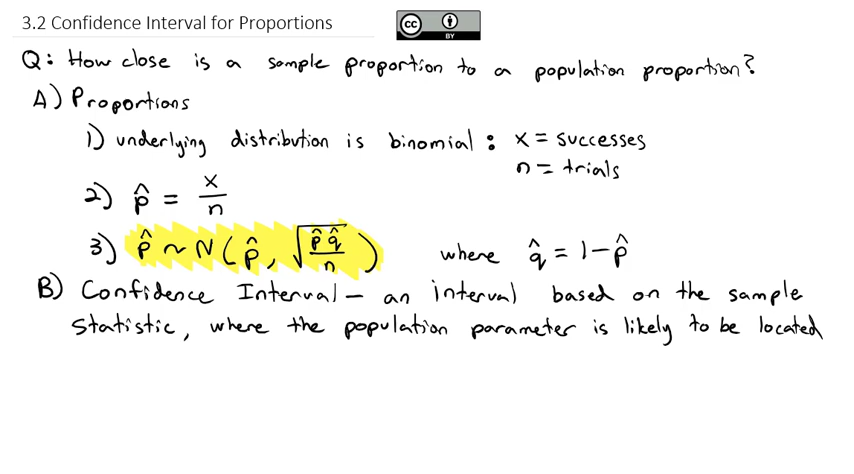 3.2 Confidence Interval for Proportions
cc BY
Q: How close is a sample proportion to a population proportion?
A) Proportions
1) underlying distribution is binomial : x = successes
n = trials
2) p̂ = x/n
3) p̂ ~ N(p̂, √(p̂q̂/n)) where q̂ = 1-p̂
B) Confidence Interval - an interval based on the sample
statistic, where the population parameter is likely to be located